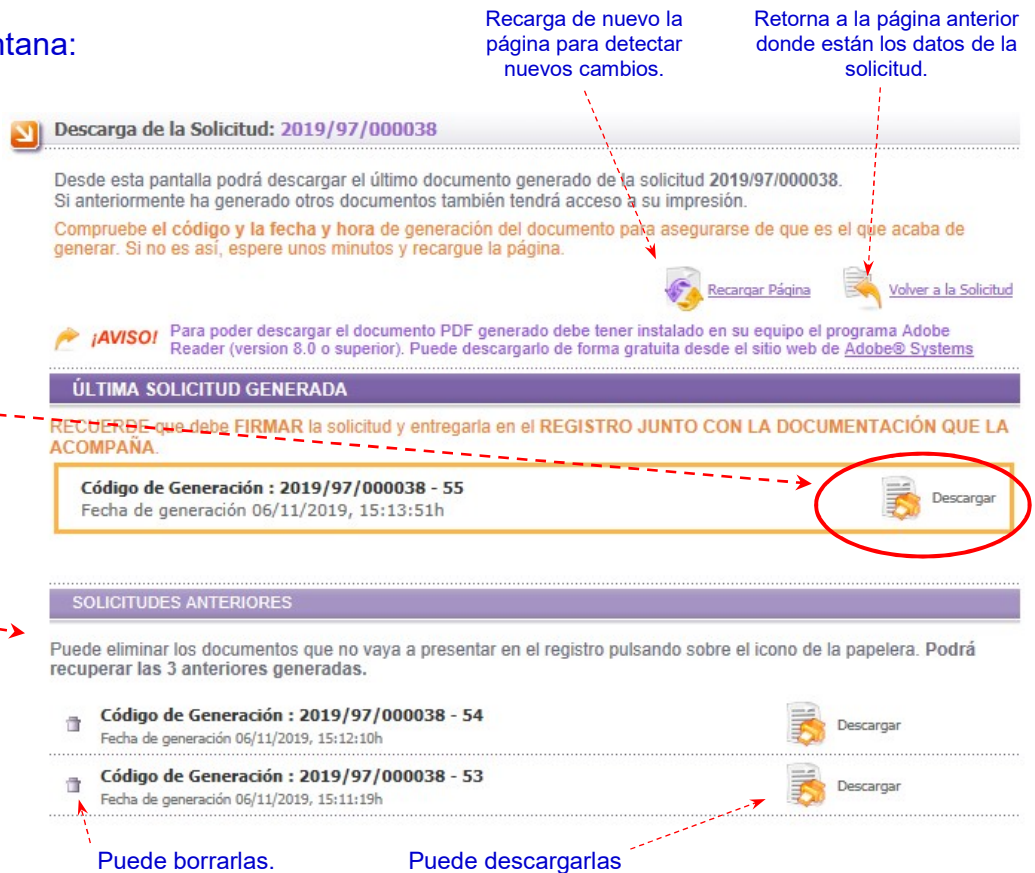 ntana:
Recarga de nuevo la
página para detectar
nuevos cambios.
Retorna a la página anterior
donde están los datos de la
solicitud.
Descarga de la Solicitud: 2019/97/000038
Desde esta pantalla podrá descargar el último documento generado de la solicitud 2019/97/000038.
Si anteriormente ha generado otros documentos también tendrá acceso a su impresión.
Compruebe el código y la fecha y hora de generación del documento para asegurarse de que es el que acaba de
generar. Si no es así, espere unos minutos y recargue la página.
Recargar Página
Volver a la Solicitud
¡AVISO! Para poder descargar el documento PDF generado debe tener instalado en su equipo el programa Adobe
Reader (version 8.0 o superior). Puede descargarlo de forma gratuita desde el sitio web de Adobe® Systems
ÚLTIMA SOLICITUD GENERADA
RECUERDE que debe FIRMAR la solicitud y entregarla en el REGISTRO JUNTO CON LA DOCUMENTACIÓN QUE LA
ACOMPAÑA.
Código de Generación : 2019/97/000038 - 55
Fecha de generación 06/11/2019, 15:13:51h
Descargar
SOLICITUDES ANTERIORES
Puede eliminar los documentos que no vaya a presentar en el registro pulsando sobre el icono de la papelera. Podrá
recuperar las 3 anteriores generadas.
Código de Generación : 2019/97/000038 - 54
Fecha de generación 06/11/2019, 15:12:10h
Descargar
Código de Generación : 2019/97/000038 - 53
Fecha de generación 06/11/2019, 15:11:19h
Descargar
Puede borrarlas.
Puede descargarlas